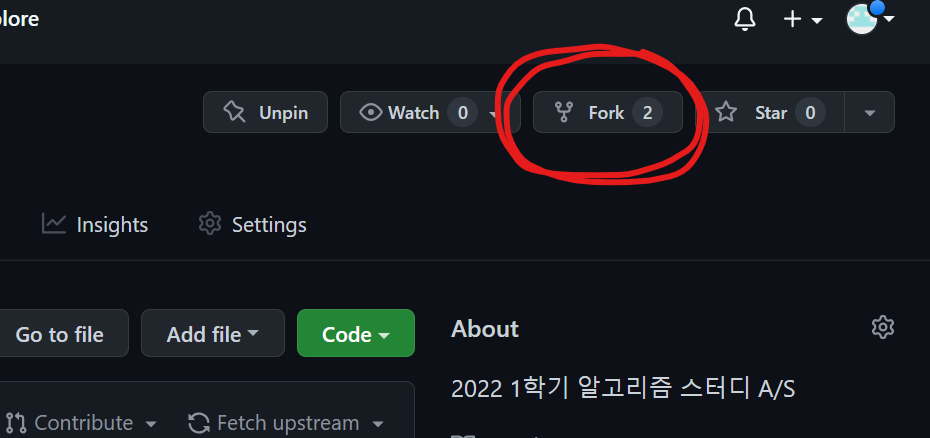 lore
Unpin Watch 0 Fork 2 Star 0
Insights Settings
Go to file Add file Code About
2022 1학기 알고리즘 스터디 A/S
Contribute Fetch upstream